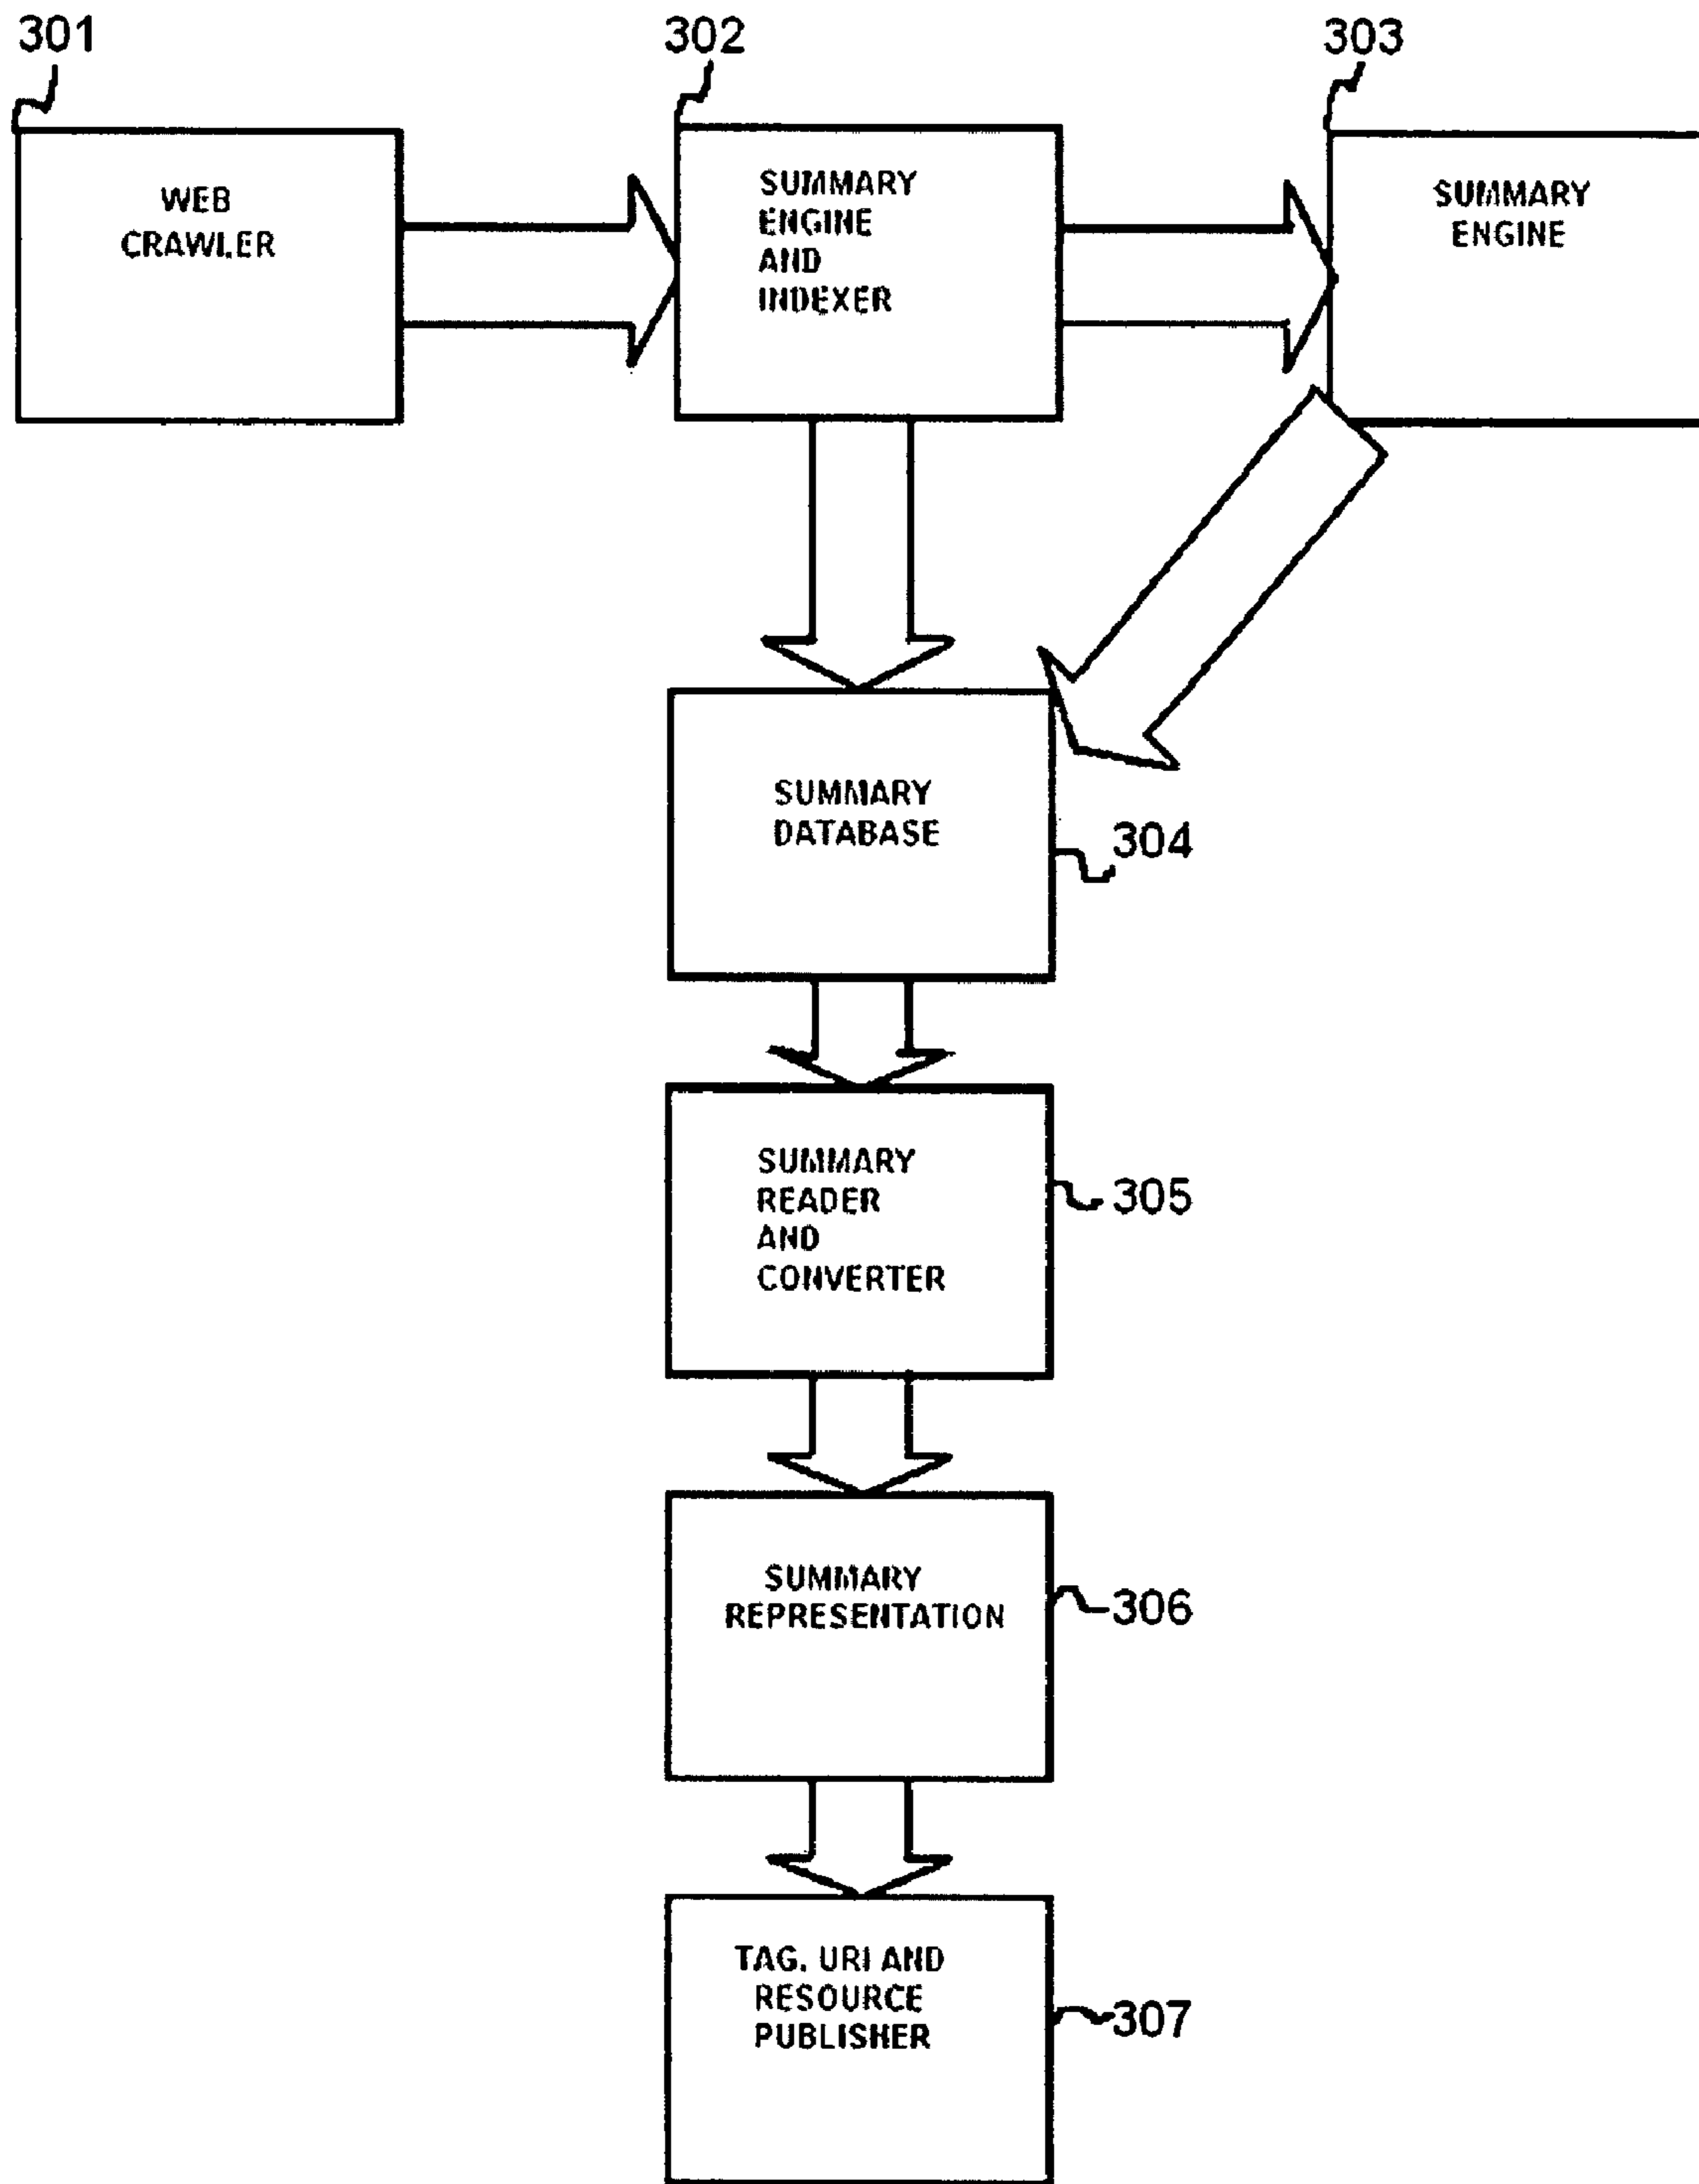 301
302
303
WEB
CRAWLER
SUMMARY
ENGINE
AND
INDEXER
SUMMARY
ENGINE
SUMMARY
DATABASE
304
SUMMARY
READER
AND
CONVERTER
305
SUMMARY
REPRESENTATION
306
TAG, URI AND
RESOURCE
PUBLISHER
307